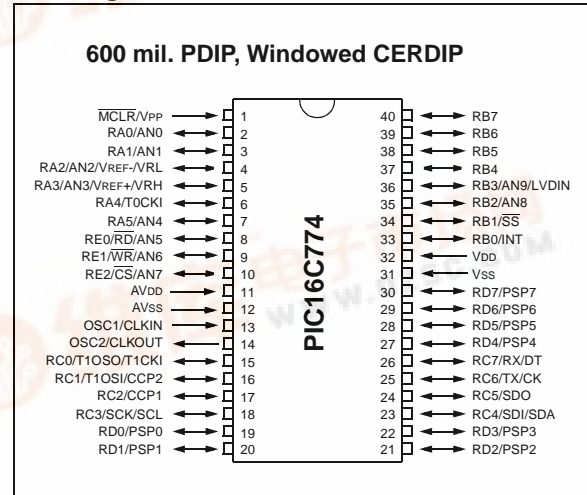 600 mil. PDIP, Windowed CERDIP
MCLR/VPP 1 40 RB7
RA0/AN0 2 39 RB6
RA1/AN1 3 38 RB5
RA2/AN2/VREF-/VRL 4 37 RB4
RA3/AN3/VREF+/VRH 5 36 RB3/AN9/LVDIN
RA4/T0CKI 6 35 RB2/AN8
RA5/AN4 7 34 RB1/SS
RE0/RD/AN5 8 33 RB0/INT
RE1/WR/AN6 9 32 VDD
RE2/CS/AN7 10 31 VSS
AVDD 11 30 RD7/PSP7
AVSS 12 29 RD6/PSP6
OSC1/CLKIN 13 28 RD5/PSP5
OSC2/CLKOUT 14 27 RD4/PSP4
RC0/T1OSO/T1CKI 15 26 RC7/RX/DT
RC1/T1OSI/CCP2 16 25 RC6/TX/CK
RC2/CCP1 17 24 RC5/SDO
RC3/SCK/SCL 18 23 RC4/SDI/SDA
RD0/PSP0 19 22 RD3/PSP3
RD1/PSP1 20 21 RD2/PSP2
PIC16C774